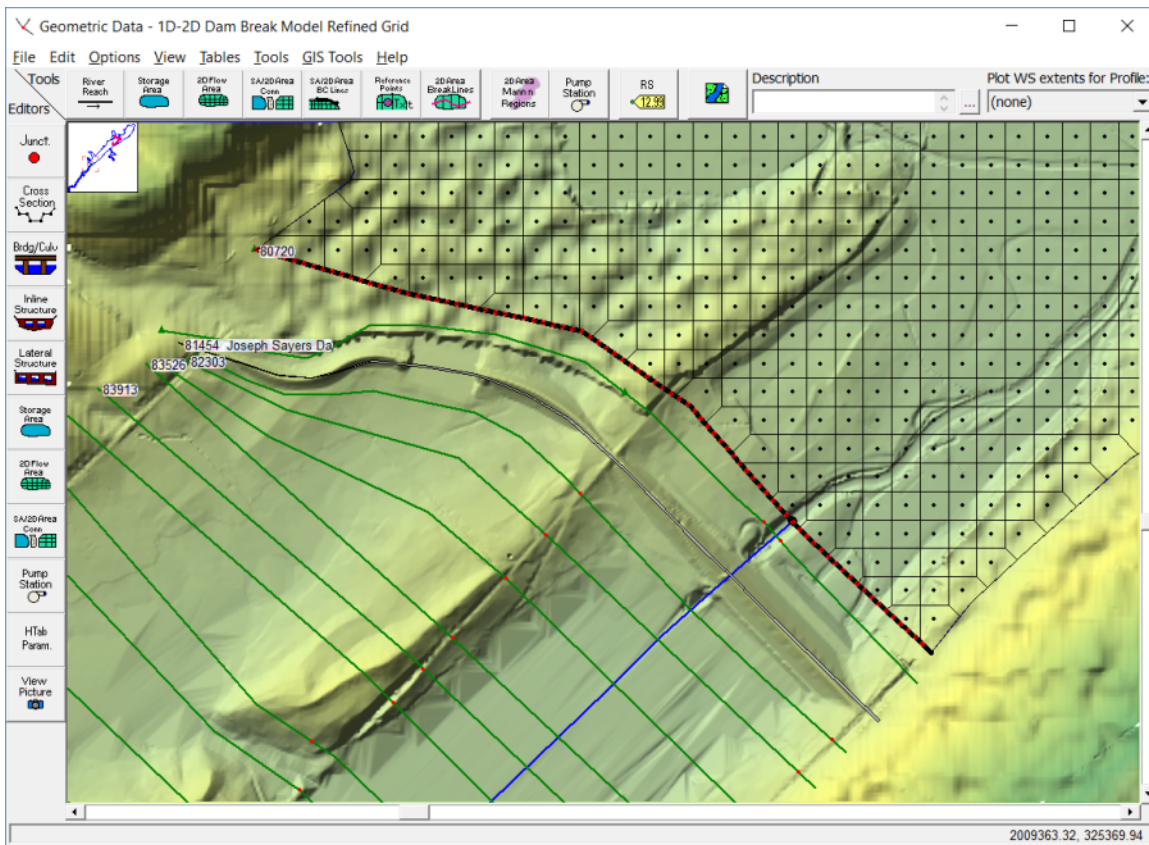 Geometric Data - 1D-2D Dam Break Model Refined Grid
File Edit Options View Tables Tools GIS Tools Help
Tools
Editors
River
Reach
Storage
Area
2D Flow
Area
SA/2D Area
Conn
SA/2D Area
BC Lines
Reference
Points
2D Area
BreakLines
2D Area
Mann n
Regions
Pump
Station
RS
12.99
Description
...
Plot WS extents for Profile:
(none)
Junct.
Cross
Section
Brdg/Culv
Inline
Structure
Lateral
Structure
Storage
Area
2D Flow
Area
SA/2D Area
Conn
Pump
Station
HTab
Param.
View
Picture
80720
81454 Joseph Sayers Da
83526 82303
83913
2009363.32, 325369.94